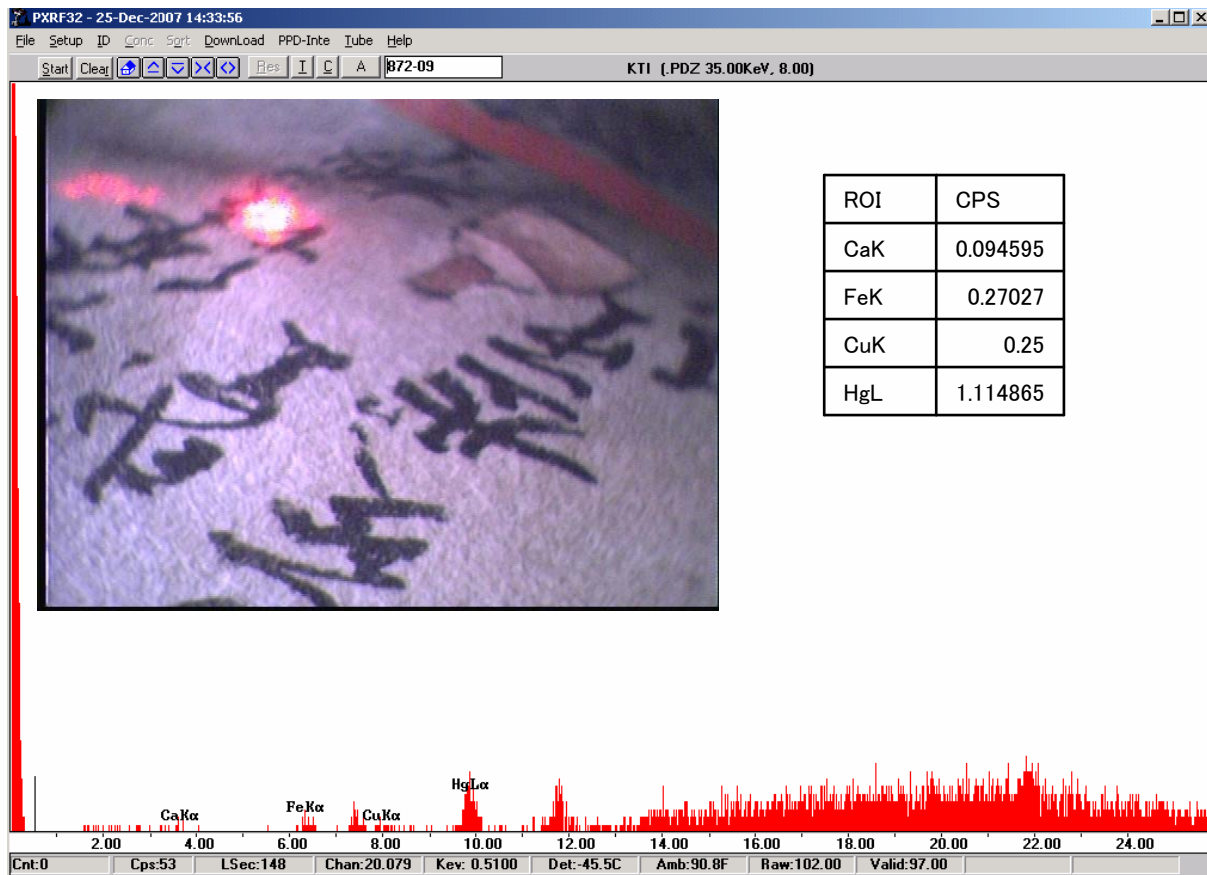 PXRF32 - 25-Dec-2007 14:33:56
File Setup ID Conc Sort DownLoad PPD-Inte Tube Help
Start Clear Res I C A 872-09 KTI (.PDZ 35.00KeV, 8.00)
ROI CPS
CaK 0.094595
FeK 0.27027
CuK 0.25
HgL 1.114865
HgLα
CaKα FeKα CuKα
2.00 4.00 6.00 8.00 10.00 12.00 14.00 16.00 18.00 20.00 22.00 24.00
Cnt:0 Cps:53 LSec:148 Chan:20.079 Kev: 0.5100 Det:-45.5C Amb:90.8F Raw:102.00 Valid:97.00